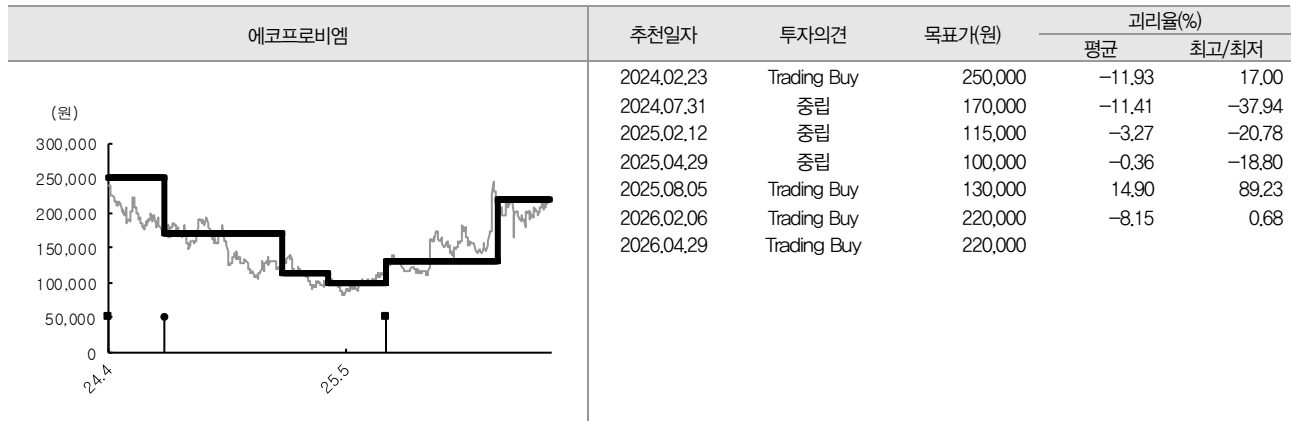 에코프로비엠
추천일자 투자의견 목표가(원) 괴리율(%)
평균 최고/최저
2024.02.23 Trading Buy 250,000 −11.93 17.00
2024.07.31 중립 170,000 −11.41 −37.94
2025.02.12 중립 115,000 −3.27 −20.78
2025.04.29 중립 100,000 −0.36 −18.80
2025.08.05 Trading Buy 130,000 14.90 89.23
2026.02.06 Trading Buy 220,000 −8.15 0.68
2026.04.29 Trading Buy 220,000
(원)
300,000
250,000
200,000
150,000
100,000
50,000
0
24.4 25.5